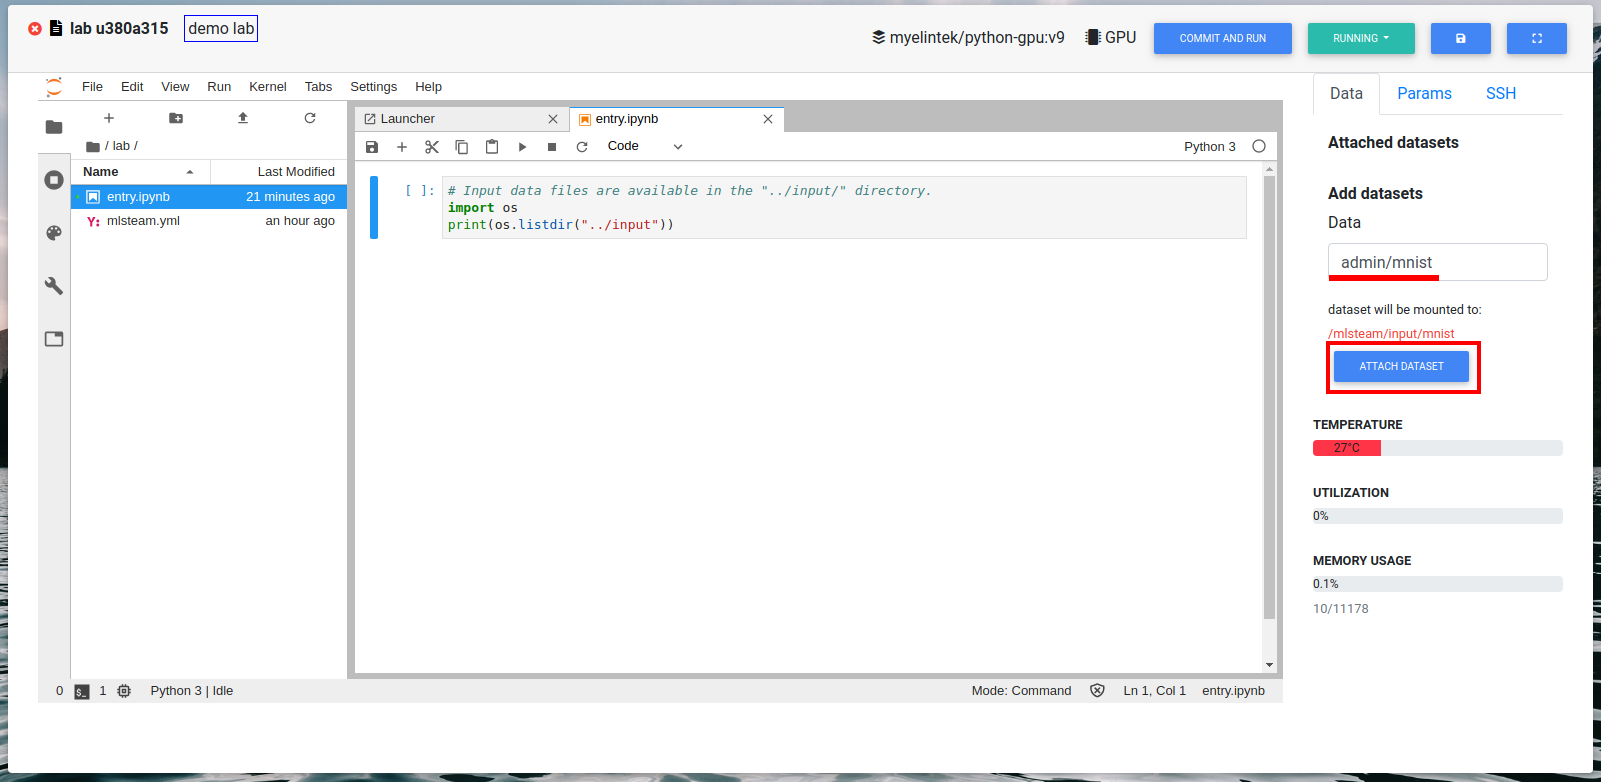 lab u380a315 demo lab
myelintek/python-gpu:v9 GPU COMMIT AND RUN RUNNING
File Edit View Run Kernel Tabs Settings Help
/ lab /
Name Last Modified
entry.ipynb 21 minutes ago
mlsteam.yml an hour ago
Launcher entry.ipynb
Code Python 3
[ ]: # Input data files are available in the "../input/" directory.
import os
print(os.listdir("../input"))
0 $_ 1 Python 3 | Idle Mode: Command Ln 1, Col 1 entry.ipynb
Data Params SSH
Attached datasets
Add datasets
Data
admin/mnist
dataset will be mounted to:
/mlsteam/input/mnist
ATTACH DATASET
TEMPERATURE
27°C
UTILIZATION
0%
MEMORY USAGE
0.1%
10/11178